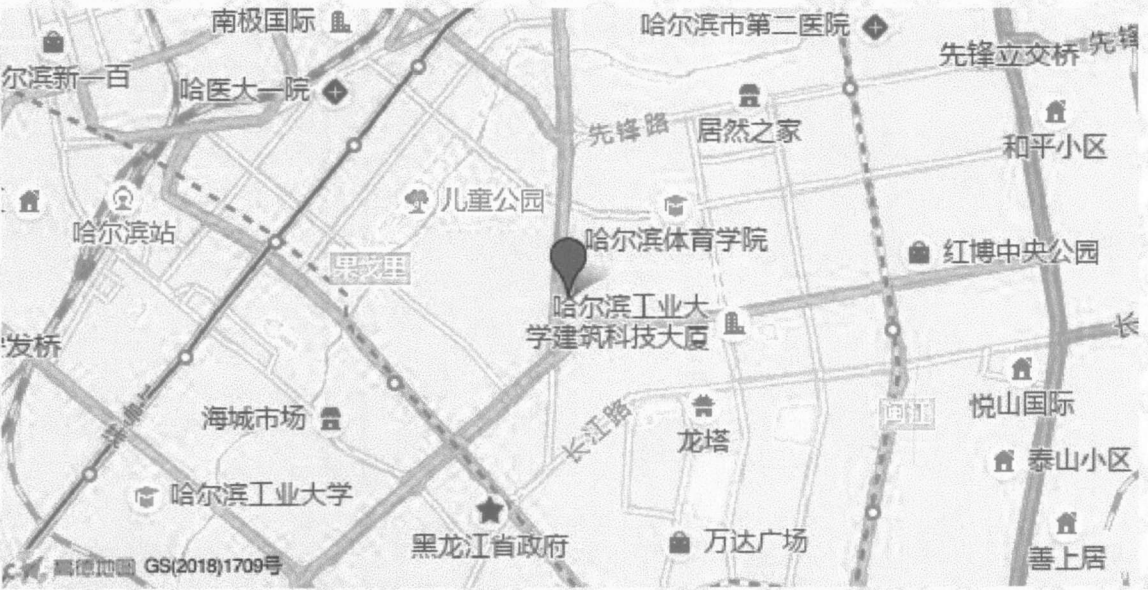 南极国际
哈尔滨市第二医院
先锋立交桥
先锋
尔滨新一百
哈医大一院
先锋路
居然之家
和平小区
儿童公园
哈尔滨站
哈尔滨体育学院
红博中央公园
果戈里
哈尔滨工业大
学建筑科技大厦
长
发桥
悦山国际
海城市场
长江路
龙塔
闽江
泰山小区
哈尔滨工业大学
黑龙江省政府
万达广场
善上居
高德地图 GS(2018)1709号